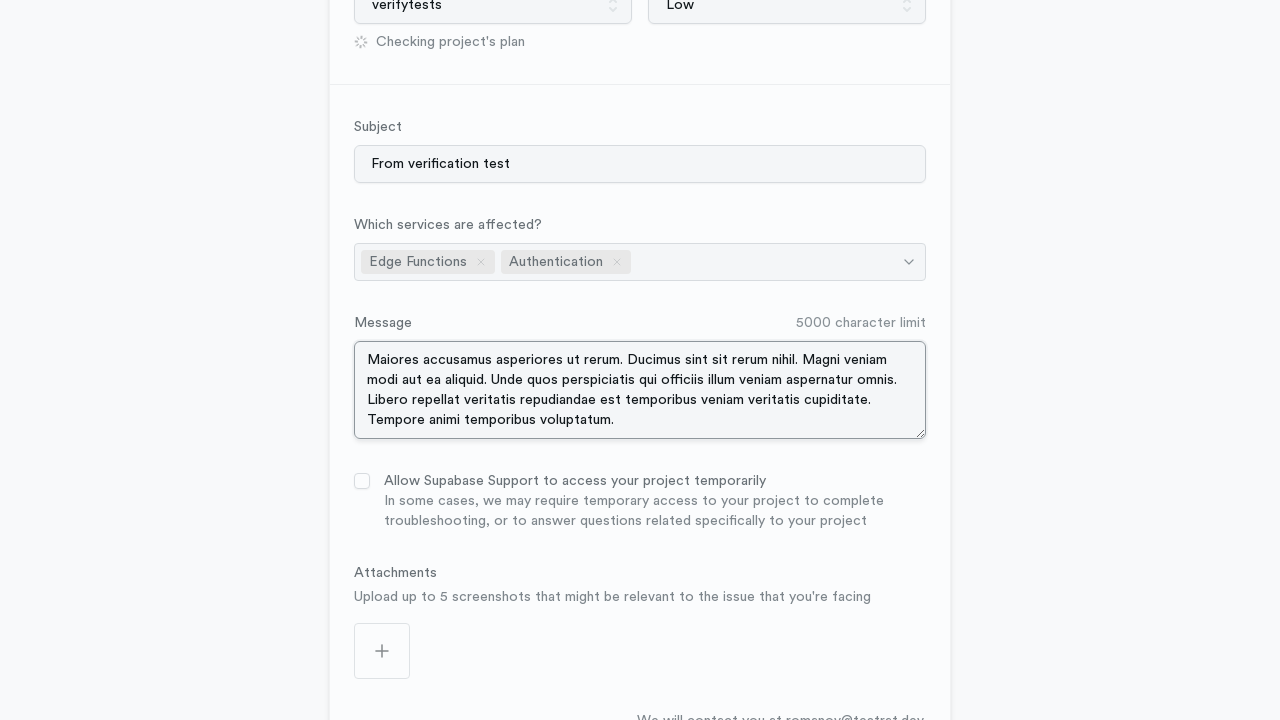 verifytests
Low
Checking project's plan
Subject
From verification test
Which services are affected?
Edge Functions
Authentication
Message
5000 character limit
Maiores accusamus asperiores ut rerum. Ducimus sint sit rerum nihil. Magni veniam
modi aut ea aliquid. Unde quos perspiciatis qui officiis illum veniam aspernatur omnis.
Libero repellat veritatis repudiandae est temporibus veniam veritatis cupiditate.
Tempore animi temporibus voluptatum.
Allow Supabase Support to access your project temporarily
In some cases, we may require temporary access to your project to complete
troubleshooting, or to answer questions related specifically to your project
Attachments
Upload up to 5 screenshots that might be relevant to the issue that you're facing
We will contact you at